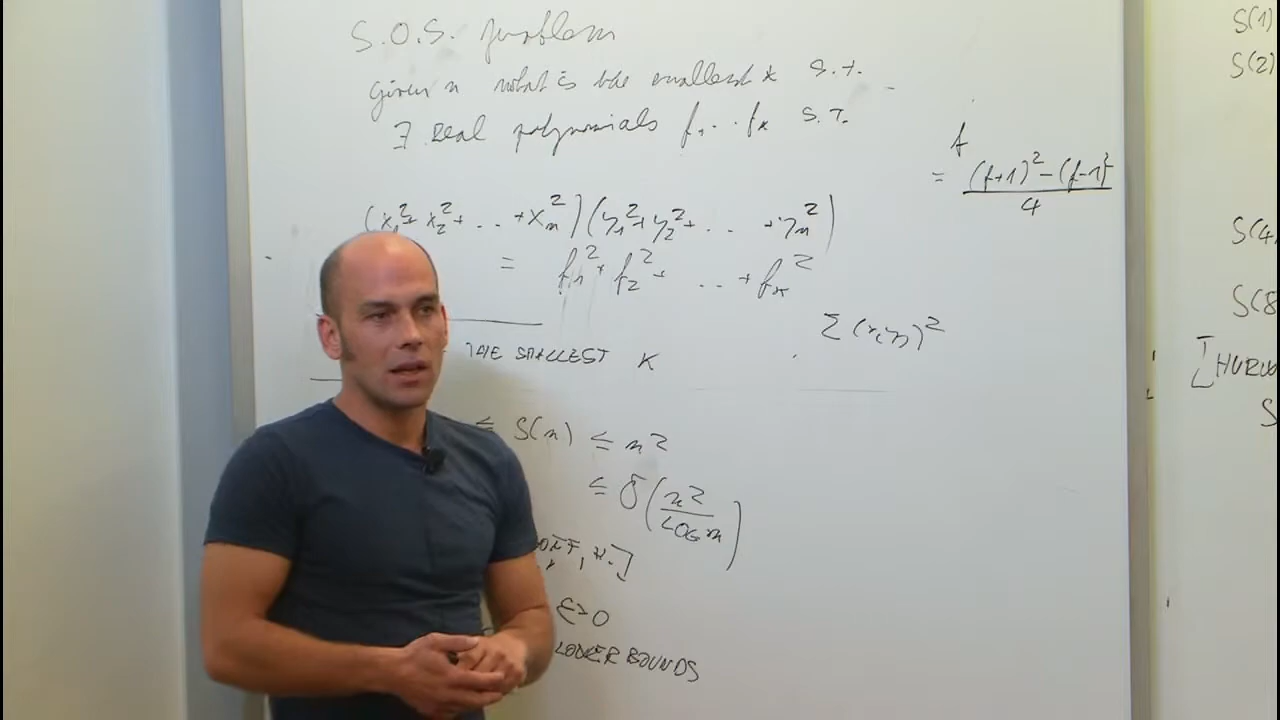 S.O.S. problem
given n what is the smallest k s.t.
∃ real polynomials f₁ ... fₖ s.t.
(x₁² + x₂² + ... + xₙ²)(y₁² + y₂² + ... + yₙ²)
= f₁² + f₂² + ... + fₖ²
f
= (f+1)² - (f-1)² / 4
Σ (xᵢyⱼ)²
THE SMALLEST K
≤ S(n) ≤ n²
≤ O(n² / LOG n)
ε>0
LOWER BOUNDS
S(1)
S(2)
S(4
S(8
[HURW
S